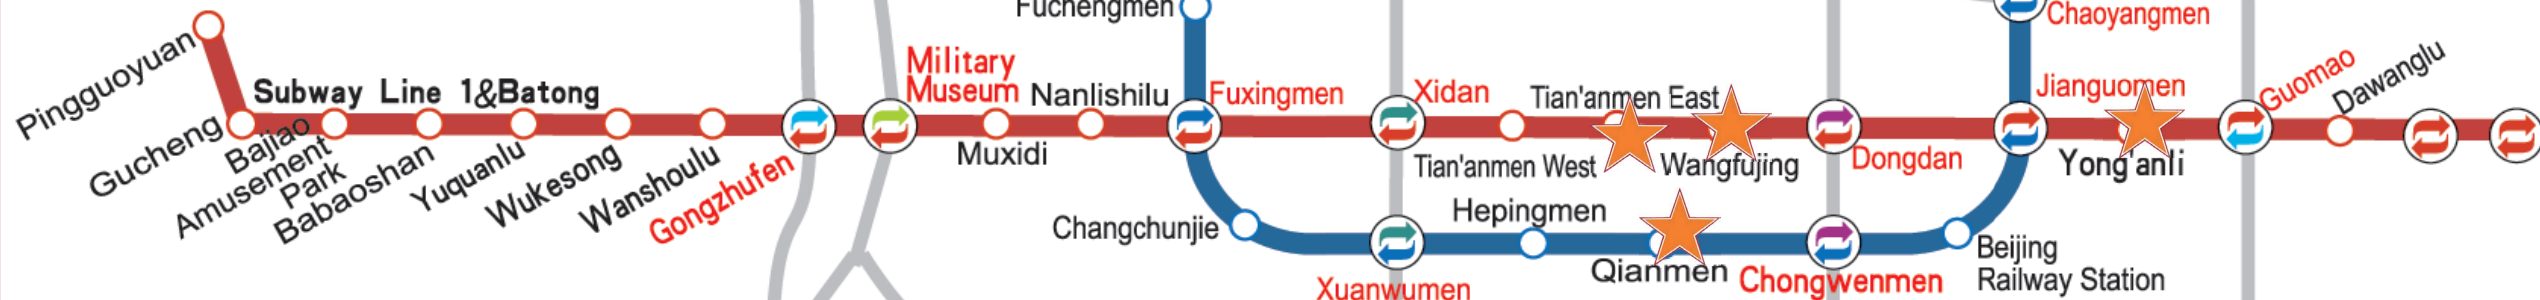 Pingguoyuan
Gucheng
Subway Line 1&Batong
Bajiao
Amusement
Park
Babaoshan
Yuquanlu
Wukesong
Wanshoulu
Gongzhufen
Military
Museum
Muxidi
Nanlishilu
Fuchengmen
Fuxingmen
Changchunjie
Xidan
Xuanwumen
Tian'anmen West
Tian'anmen East
Hepingmen
Wangfujing
Qianmen
Dongdan
Chongwenmen
Chaoyangmen
Jianguomen
Beijing
Railway Station
Yong'anli
Guomao
Dawanglu